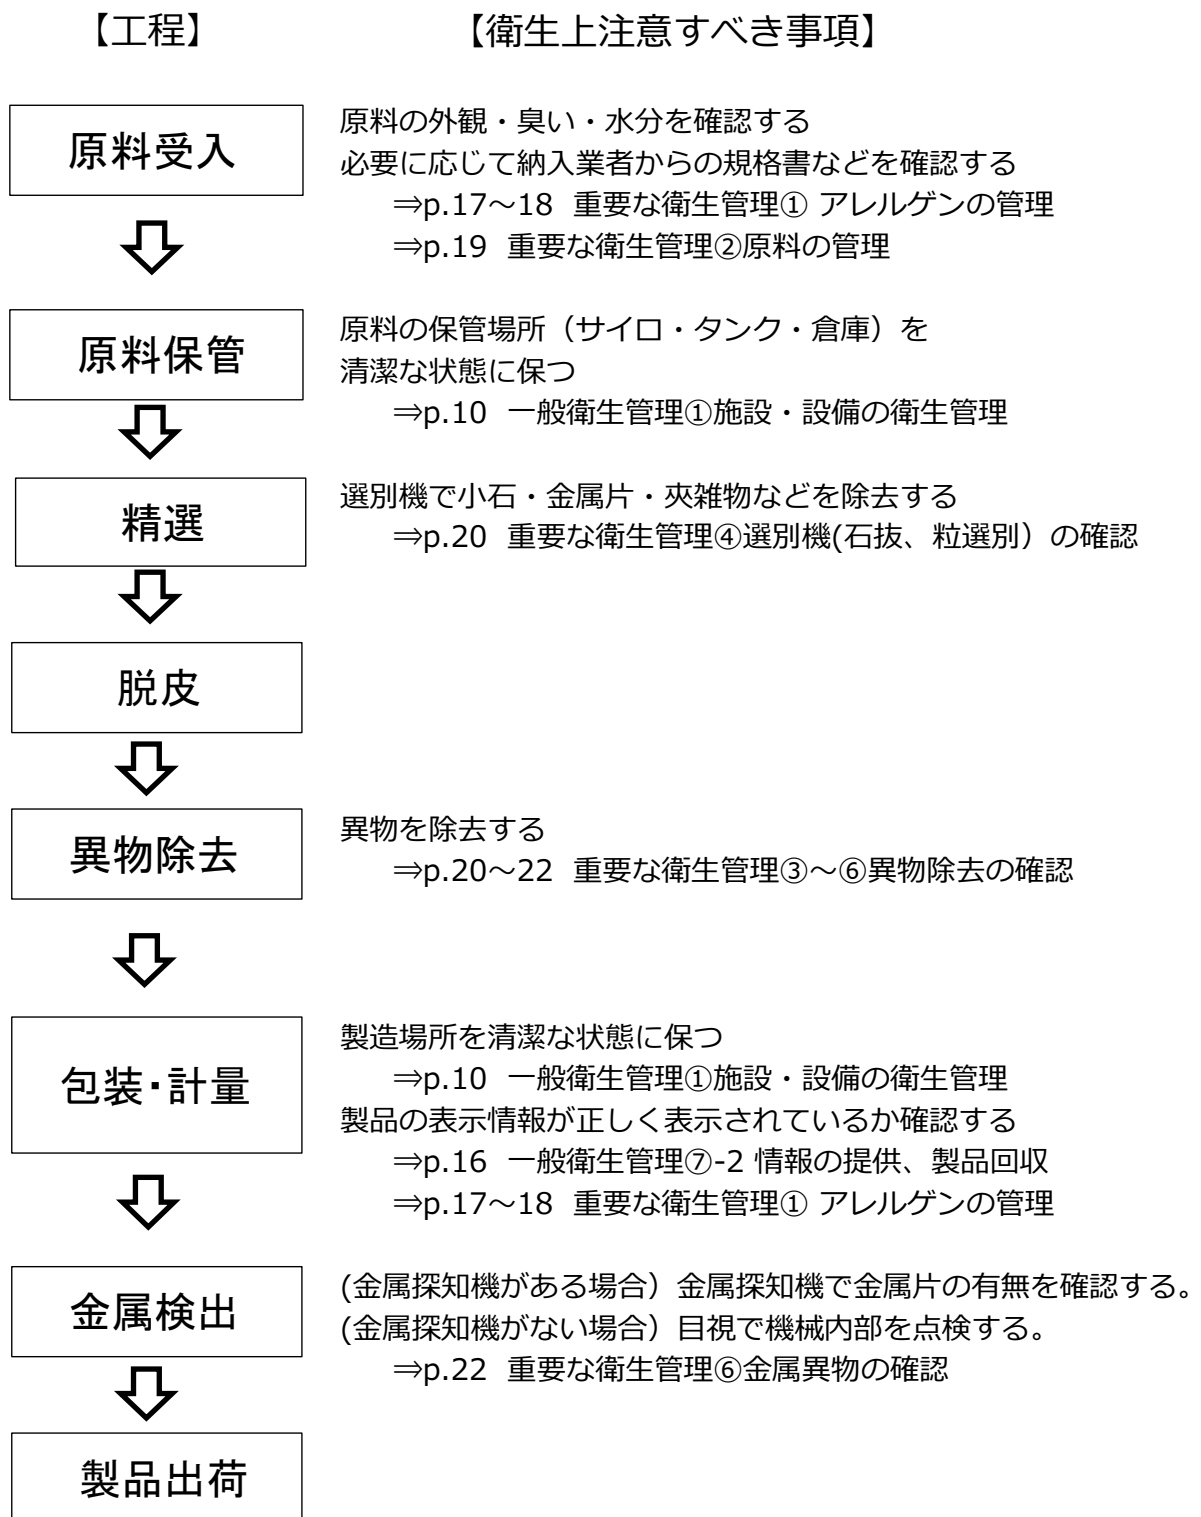 【工程】
【衛生上注意すべき事項】
原料受入
原料の外観・臭い・水分を確認する
必要に応じて納入業者からの規格書などを確認する
⇒p.17～18 重要な衛生管理① アレルゲンの管理
⇒p.19 重要な衛生管理②原料の管理
原料保管
原料の保管場所（サイロ・タンク・倉庫）を
清潔な状態に保つ
⇒p.10 一般衛生管理①施設・設備の衛生管理
精選
選別機で小石・金属片・夾雑物などを除去する
⇒p.20 重要な衛生管理④選別機(石抜、粒選別）の確認
脱皮
異物除去
異物を除去する
⇒p.20～22 重要な衛生管理③～⑥異物除去の確認
包装・計量
製造場所を清潔な状態に保つ
⇒p.10 一般衛生管理①施設・設備の衛生管理
製品の表示情報が正しく表示されているか確認する
⇒p.16 一般衛生管理⑦-2 情報の提供、製品回収
⇒p.17～18 重要な衛生管理① アレルゲンの管理
金属検出
(金属探知機がある場合）金属探知機で金属片の有無を確認する。
(金属探知機がない場合）目視で機械内部を点検する。
⇒p.22 重要な衛生管理⑥金属異物の確認
製品出荷